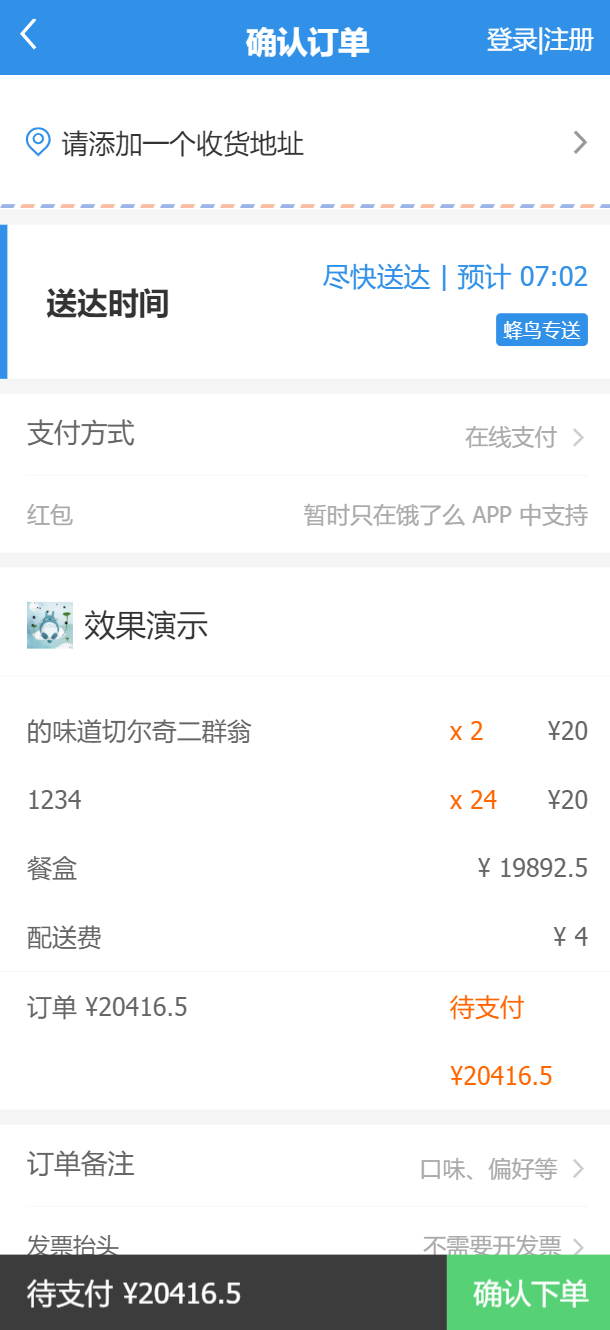 确认订单
登录|注册
请添加一个收货地址
送达时间
尽快送达 | 预计 07:02
蜂鸟专送
支付方式
在线支付
红包
暂时只在饿了么 APP 中支持
效果演示
的味道切尔奇二群翁 x 2 ¥20
1234 x 24 ¥20
餐盒 ¥ 19892.5
配送费 ¥ 4
订单 ¥20416.5
待支付
¥20416.5
订单备注
口味、偏好等
发票抬头
不需要开发票
待支付 ¥20416.5
确认下单